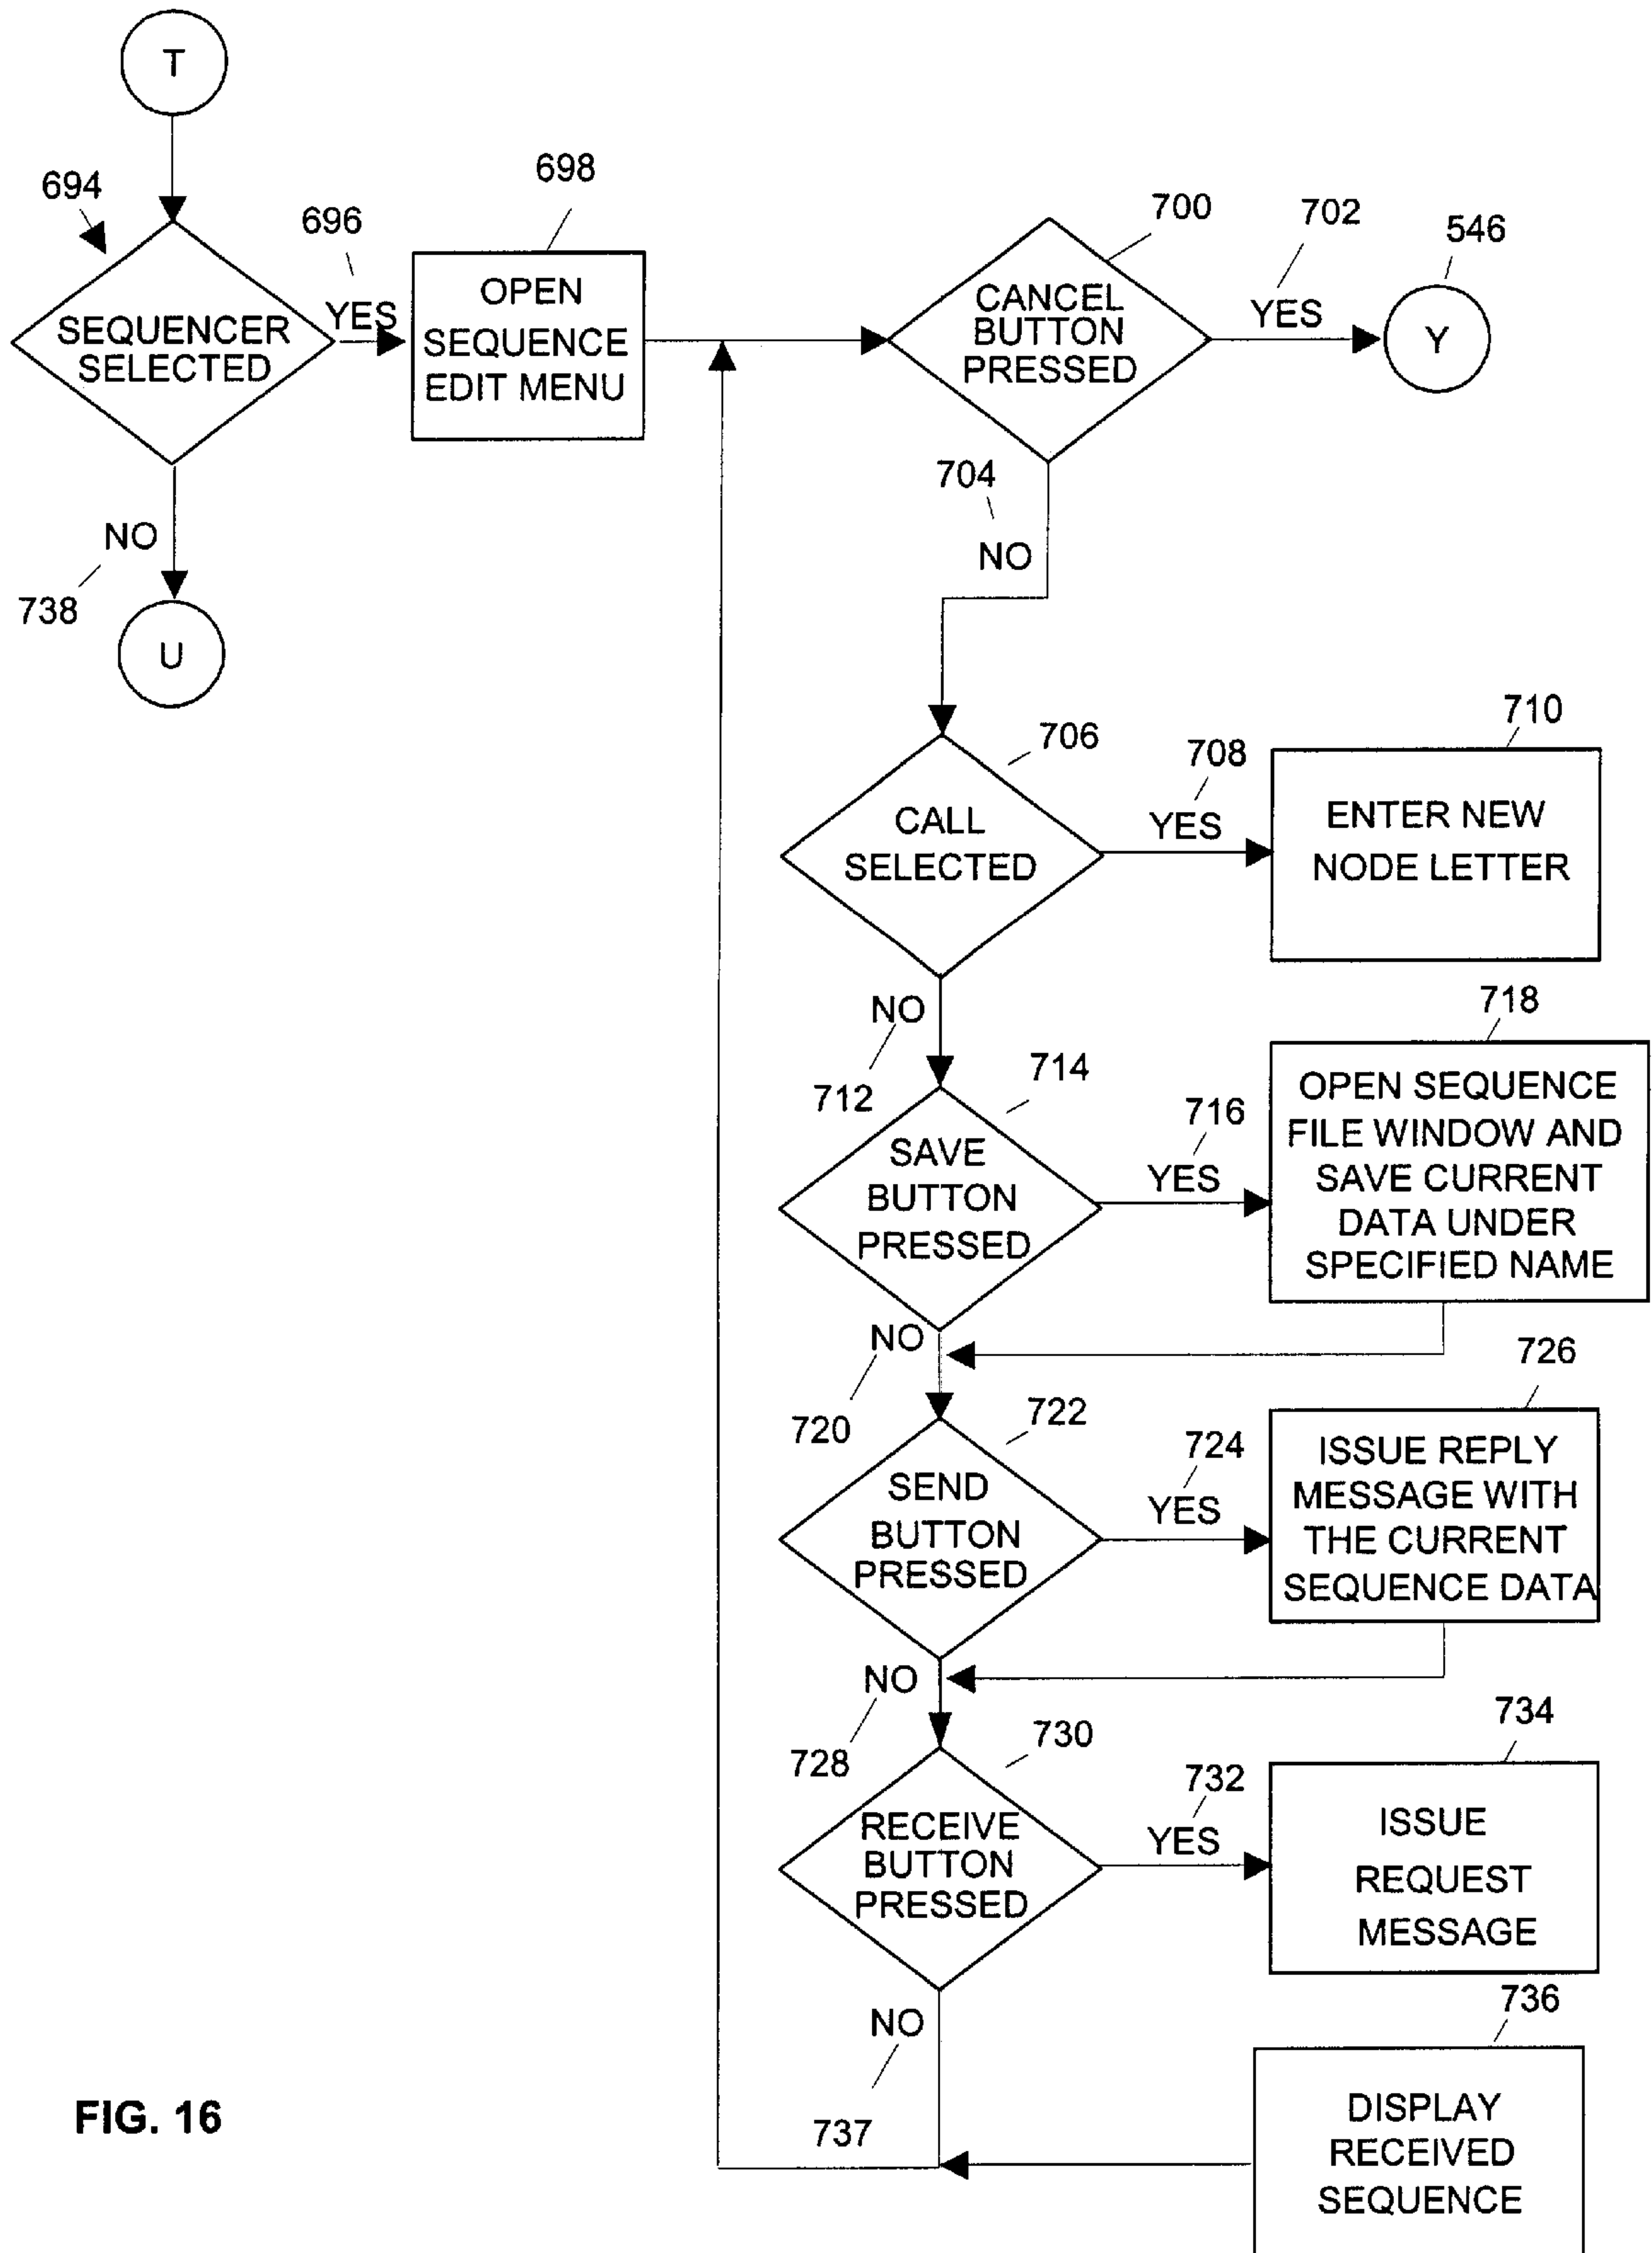 T
694
696
698
700
702
546
SEQUENCER
SELECTED
YES
OPEN
SEQUENCE
EDIT MENU
CANCEL
BUTTON
PRESSED
YES
Y
NO
738
U
704
NO
706
708
710
CALL
SELECTED
YES
ENTER NEW
NODE LETTER
NO
712
714
716
718
SAVE
BUTTON
PRESSED
YES
OPEN SEQUENCE
FILE WINDOW AND
SAVE CURRENT
DATA UNDER
SPECIFIED NAME
NO
720
722
724
726
SEND
BUTTON
PRESSED
YES
ISSUE REPLY
MESSAGE WITH
THE CURRENT
SEQUENCE DATA
NO
728
730
732
734
RECEIVE
BUTTON
PRESSED
YES
ISSUE
REQUEST
MESSAGE
NO
737
736
DISPLAY
RECEIVED
SEQUENCE
FIG. 16